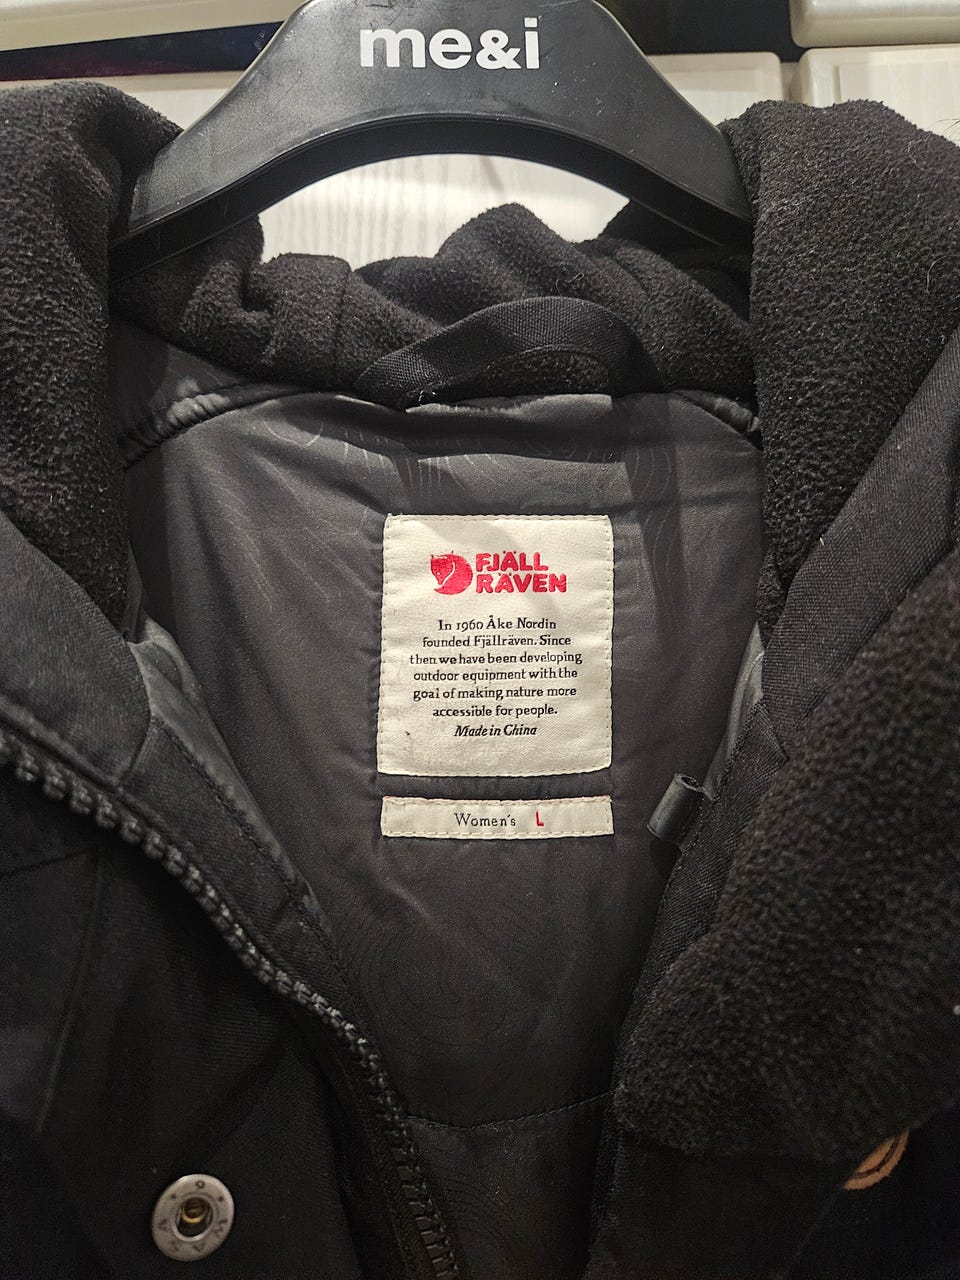 me&i
FJÄLL
RÄVEN
In 1960 Åke Nordin
founded Fjällräven. Since
then we have been developing
outdoor equipment with the
goal of making nature more
accessible for people.
Made in China
Women's L